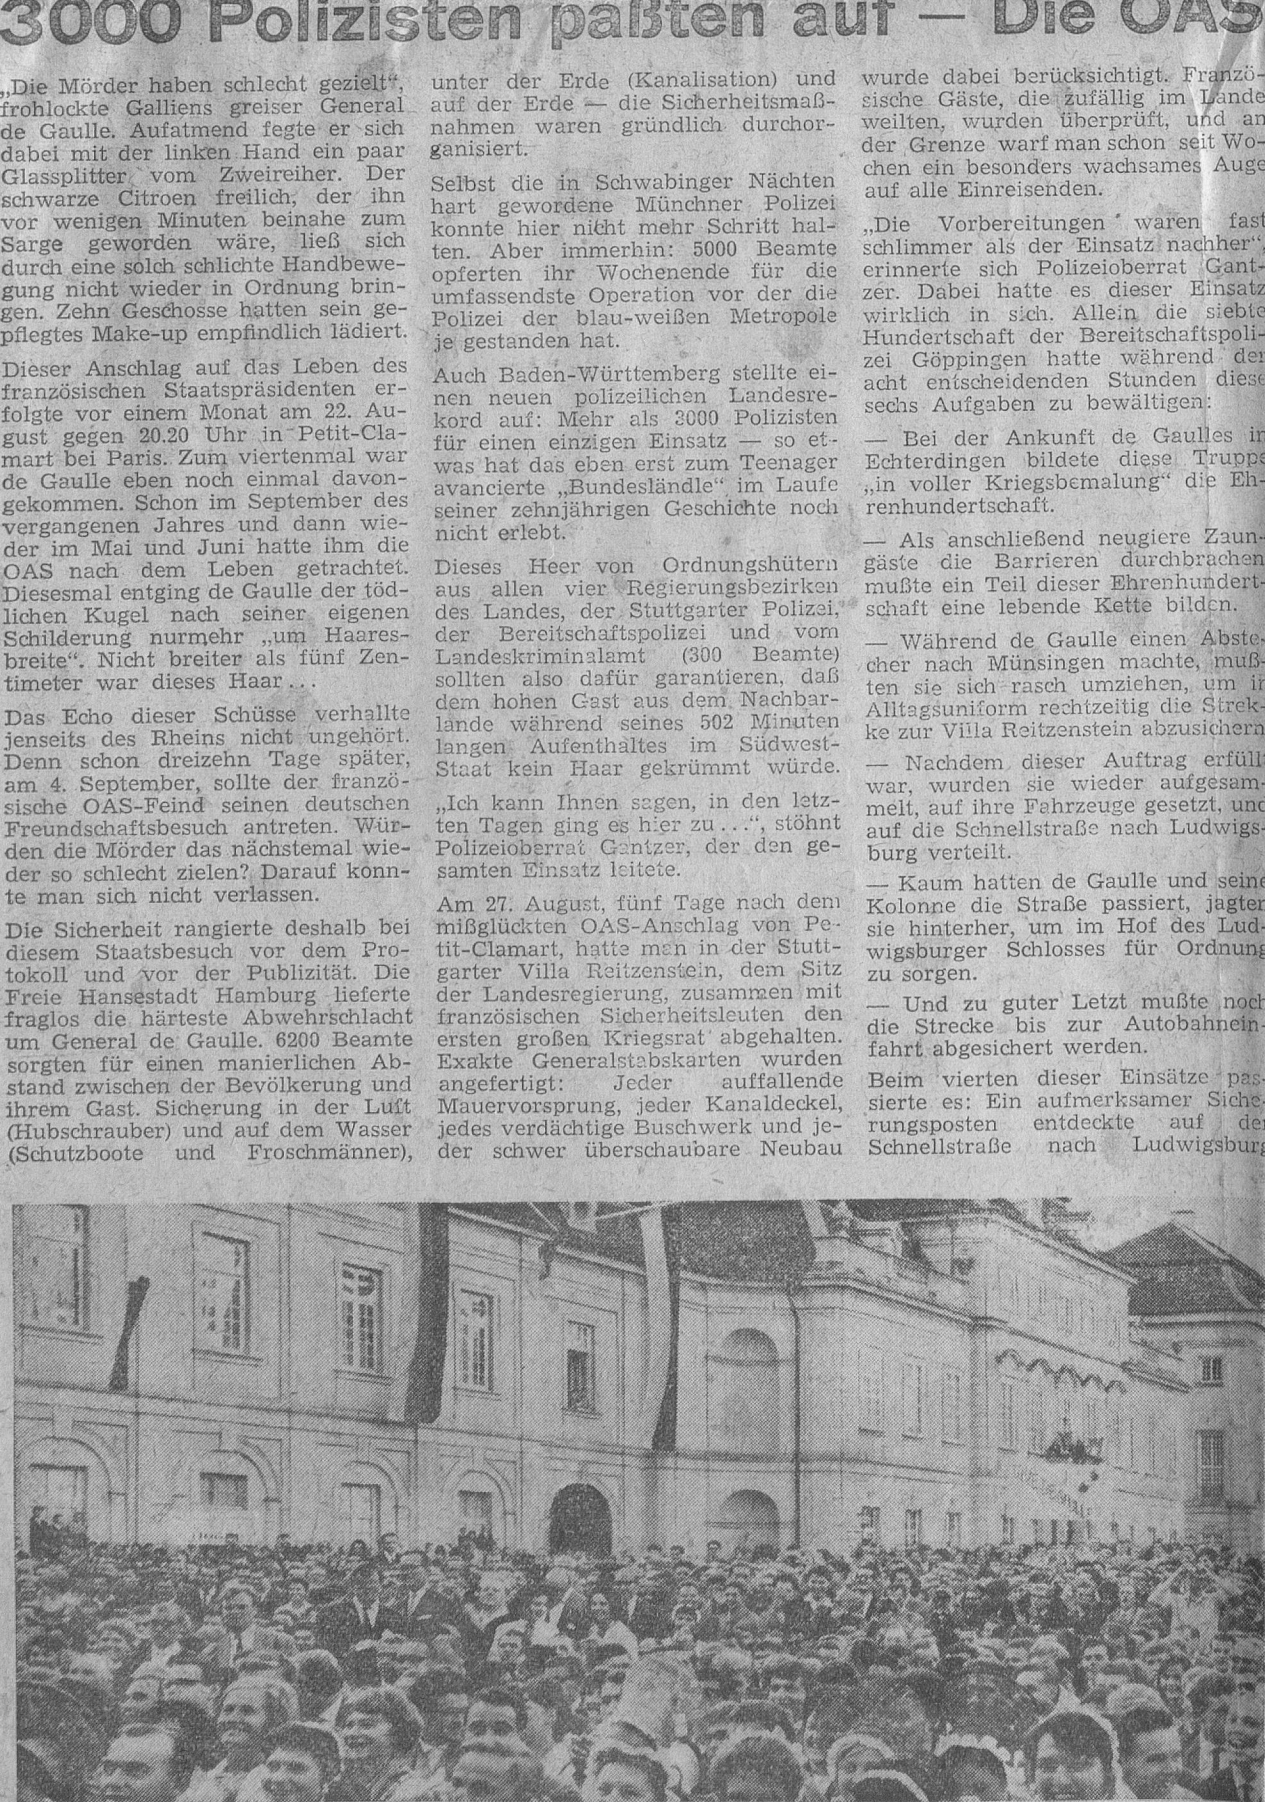 3000 Polizisten paßten auf — Die OAS
„Die Mörder haben schlecht gezielt“,
frohlockte Galliens greiser General
de Gaulle. Aufatmend fegte er sich
dabei mit der linken Hand ein paar
Glassplitter vom Zweireiher. Der
schwarze Citroen freilich, der ihn
vor wenigen Minuten beinahe zum
Sarge geworden wäre, ließ sich
durch eine solch schlichte Handbewe-
gung nicht wieder in Ordnung brin-
gen. Zehn Geschosse hatten sein ge-
pflegtes Make-up empfindlich lädiert.
Dieser Anschlag auf das Leben des
französischen Staatspräsidenten er-
folgte vor einem Monat am 22. Au-
gust gegen 20.20 Uhr in Petit-Cla-
mart bei Paris. Zum viertenmal war
de Gaulle eben noch einmal davon-
gekommen. Schon im September des
vergangenen Jahres und dann wie-
der im Mai und Juni hatte ihm die
OAS nach dem Leben getrachtet.
Diesesmal entging de Gaulle der töd-
lichen Kugel nach seiner eigenen
Schilderung nurmehr „um Haares-
breite“. Nicht breiter als fünf Zen-
timeter war dieses Haar...
Das Echo dieser Schüsse verhallte
jenseits des Rheins nicht ungehört.
Denn schon dreizehn Tage später,
am 4. September, sollte der franzö-
sische OAS-Feind seinen deutschen
Freundschaftsbesuch antreten. Wür-
den die Mörder das nächstemal wie-
der so schlecht zielen? Darauf konn-
te man sich nicht verlassen.
Die Sicherheit rangierte deshalb bei
diesem Staatsbesuch vor dem Pro-
tokoll und vor der Publizität. Die
Freie Hansestadt Hamburg lieferte
fraglos die härteste Abwehrschlacht
um General de Gaulle. 6200 Beamte
sorgten für einen manierlichen Ab-
stand zwischen der Bevölkerung und
ihrem Gast. Sicherung in der Luft
(Hubschrauber) und auf dem Wasser
(Schutzboote und Froschmänner),
unter der Erde (Kanalisation) und
auf der Erde — die Sicherheitsmaß-
nahmen waren gründlich durchor-
ganisiert.
Selbst die in Schwabinger Nächten
hart gewordene Münchner Polizei
konnte hier nicht mehr Schritt hal-
ten. Aber immerhin: 5000 Beamte
opferten ihr Wochenende für die
umfassendste Operation vor der die
Polizei der blau-weißen Metropole
je gestanden hat.
Auch Baden-Württemberg stellte ei-
nen neuen polizeilichen Landesre-
kord auf: Mehr als 3000 Polizisten
für einen einzigen Einsatz — so et-
was hat das eben erst zum Teenager
avancierte „Bundesländle“ im Laufe
seiner zehnjährigen Geschichte noch
nicht erlebt.
Dieses Heer von Ordnungshütern
aus allen vier Regierungsbezirken
des Landes, der Stuttgarter Polizei,
der Bereitschaftspolizei und vom
Landeskriminalamt (300 Beamte)
sollten also dafür garantieren, daß
dem hohen Gast aus dem Nachbar-
lande während seines 502 Minuten
langen Aufenthaltes im Südwest-
Staat kein Haar gekrümmt würde.
„Ich kann Ihnen sagen, in den letz-
ten Tagen ging es hier zu...“, stöhnt
Polizeioberrat Gantzer, der den ge-
samten Einsatz leitete.
Am 27. August, fünf Tage nach dem
mißglückten OAS-Anschlag von Pe-
tit-Clamart, hatte man in der Stutt-
garter Villa Reitzenstein, dem Sitz
der Landesregierung, zusammen mit
französischen Sicherheitsleuten den
ersten großen Kriegsrat abgehalten.
Exakte Generalstabskarten wurden
angefertigt: Jeder auffallende
Mauervorsprung, jeder Kanaldeckel,
jedes verdächtige Buschwerk und je-
der schwer überschaubare Neubau
wurde dabei berücksichtigt. Franzö-
sische Gäste, die zufällig im Lande
weilten, wurden überprüft, und an
der Grenze warf man schon seit Wo-
chen ein besonders wachsames Auge
auf alle Einreisenden.
„Die Vorbereitungen waren fast
schlimmer als der Einsatz nachher“,
erinnerte sich Polizeioberrat Gant-
zer. Dabei hatte es dieser Einsatz
wirklich in sich. Allein die siebte
Hundertschaft der Bereitschaftspoli-
zei Göppingen hatte während der
acht entscheidenden Stunden diese
sechs Aufgaben zu bewältigen:
— Bei der Ankunft de Gaulles in
Echterdingen bildete diese Truppe
„in voller Kriegsbemalung“ die Eh-
renhundertschaft.
— Als anschließend neugiere Zaun-
gäste die Barrieren durchbrachen
mußte ein Teil dieser Ehrenhundert-
schaft eine lebende Kette bilden.
— Während de Gaulle einen Abste-
cher nach Münsingen machte, muß-
ten sie sich rasch umziehen, um in
Alltagsuniform rechtzeitig die Strek-
ke zur Villa Reitzenstein abzusichern
— Nachdem dieser Auftrag erfüllt
war, wurden sie wieder aufgesam-
melt, auf ihre Fahrzeuge gesetzt, und
auf die Schnellstraße nach Ludwigs-
burg verteilt.
— Kaum hatten de Gaulle und seine
Kolonne die Straße passiert, jagten
sie hinterher, um im Hof des Lud-
wigsburger Schlosses für Ordnung
zu sorgen.
— Und zu guter Letzt mußte noch
die Strecke bis zur Autobahnein-
fahrt abgesichert werden.
Beim vierten dieser Einsätze pas-
sierte es: Ein aufmerksamer Siche-
rungsposten entdeckte auf der
Schnellstraße nach Ludwigsburg